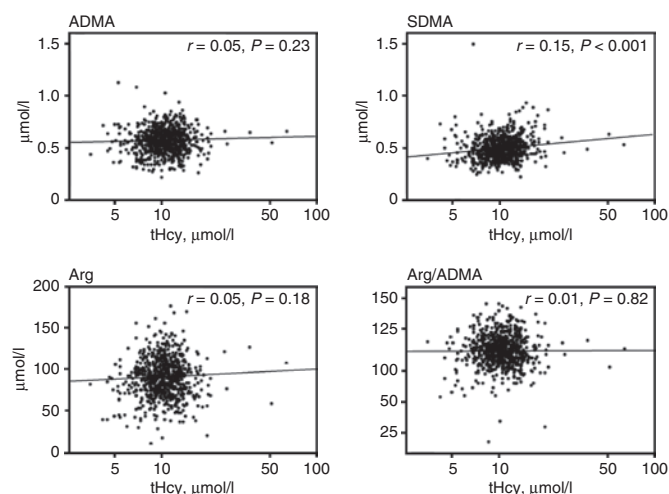 ADMA
r = 0.05, P = 0.23
1.5
1.0
0.5
0
μmol/l
5 10 50 100
tHcy, μmol/l
SDMA
r = 0.15, P < 0.001
1.5
1.0
0.5
0
μmol/l
5 10 50 100
tHcy, μmol/l
Arg
r = 0.05, P = 0.18
200
150
100
50
0
μmol/l
5 10 50 100
tHcy, μmol/l
Arg/ADMA
r = 0.01, P = 0.82
150
125
100
50
25
5 10 50 100
tHcy, μmol/l